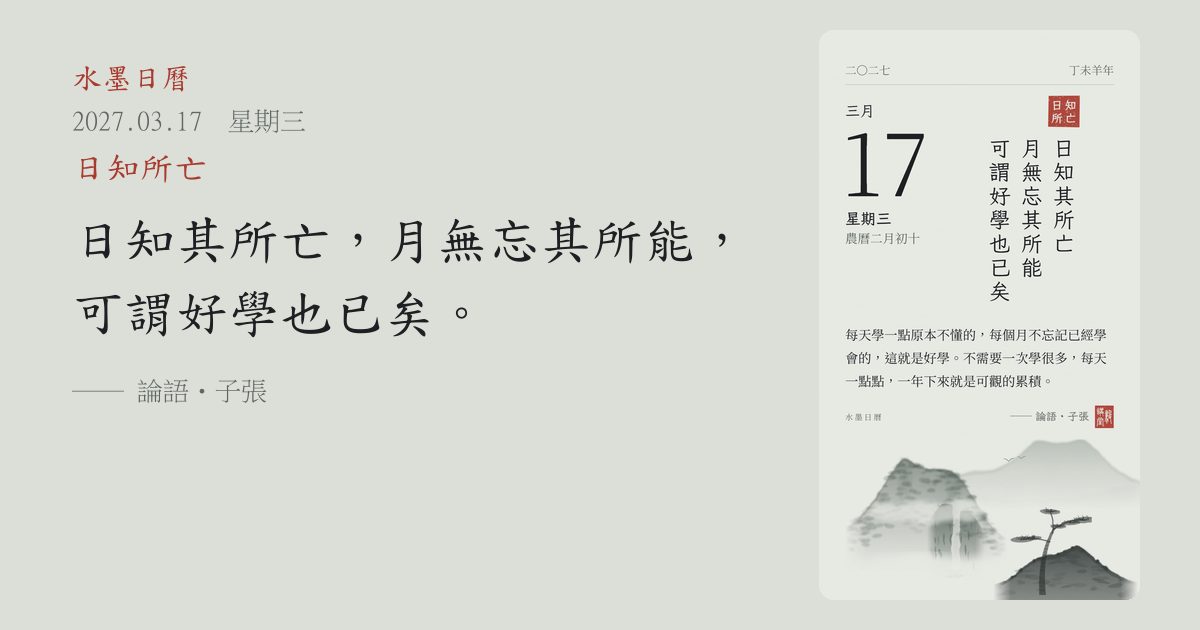 水墨日曆
2027.03.17 星期三
日知所亡
日知其所亡，月無忘其所能，
可謂好學也已矣。
—— 論語・子張
二〇二七
丁未羊年
三月
17
星期三
農曆二月初十
日知所亡
日知其所亡
月無忘其所能
可謂好學也已矣
每天學一點原本不懂的，每個月不忘記已經學
會的，這就是好學。不需要一次學很多，每天
一點點，一年下來就是可觀的累積。
水墨日曆
—— 論語・子張